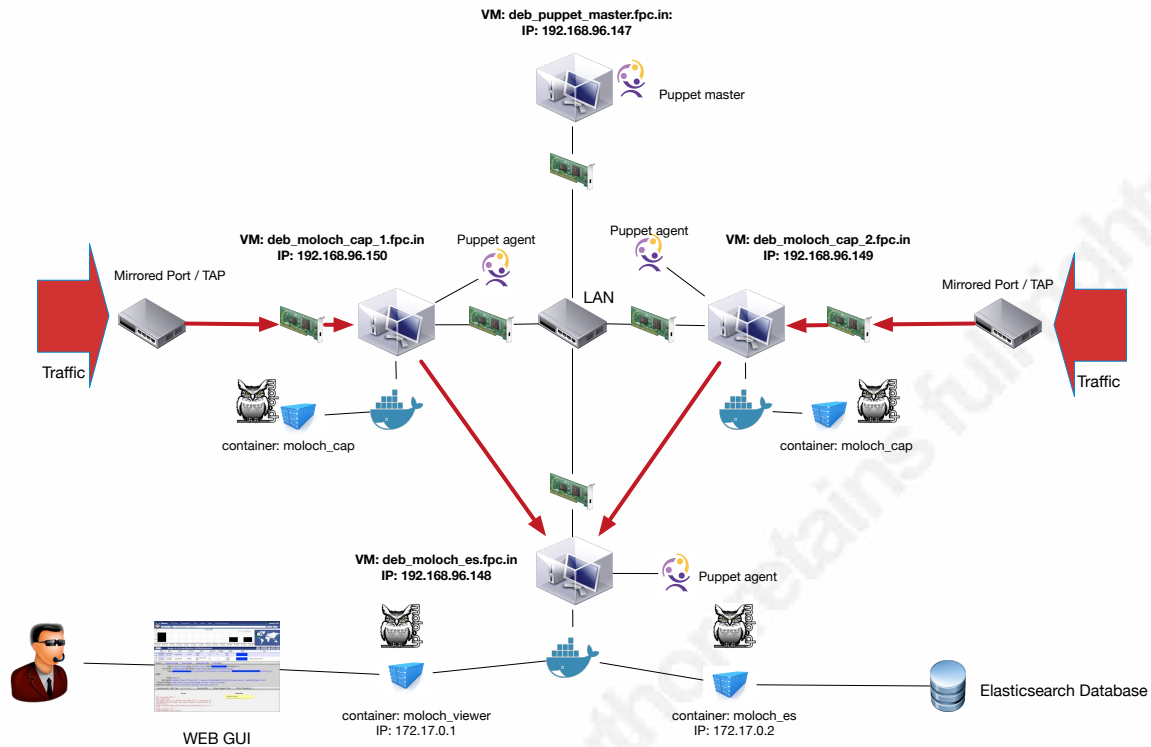 VM: deb_puppet_master.fpc.in:
IP: 192.168.96.147
Puppet master
VM: deb_moloch_cap_1.fpc.in
IP: 192.168.96.150
Puppet agent
Puppet agent
VM: deb_moloch_cap_2.fpc.in
IP: 192.168.96.149
Mirrored Port / TAP
LAN
Mirrored Port / TAP
Traffic
Traffic
container: moloch_cap
container: moloch_cap
VM: deb_moloch_es.fpc.in
IP: 192.168.96.148
Puppet agent
container: moloch_viewer
IP: 172.17.0.1
container: moloch_es
IP: 172.17.0.2
Elasticsearch Database
WEB GUI